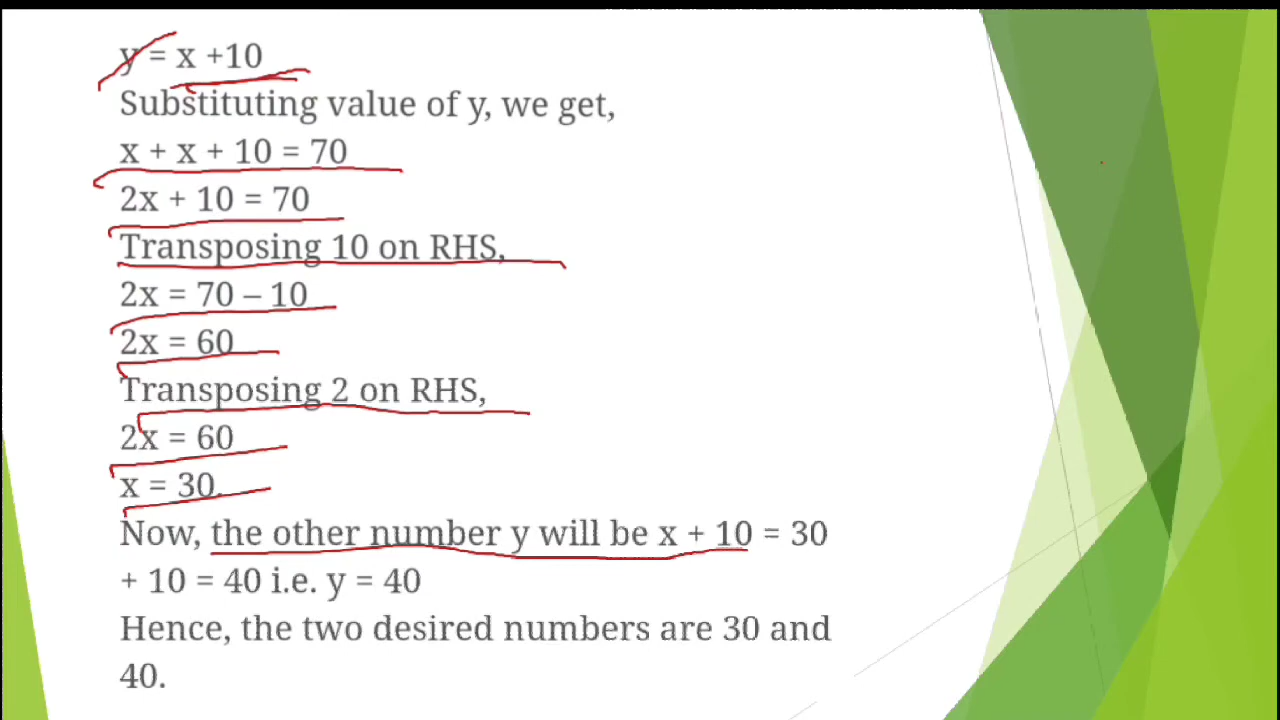 y = x +10
Substituting value of y, we get,
x + x + 10 = 70
2x + 10 = 70
Transposing 10 on RHS,
2x = 70 – 10
2x = 60
Transposing 2 on RHS,
2x = 60
x = 30.
Now, the other number y will be x + 10 = 30
+ 10 = 40 i.e. y = 40
Hence, the two desired numbers are 30 and
40.